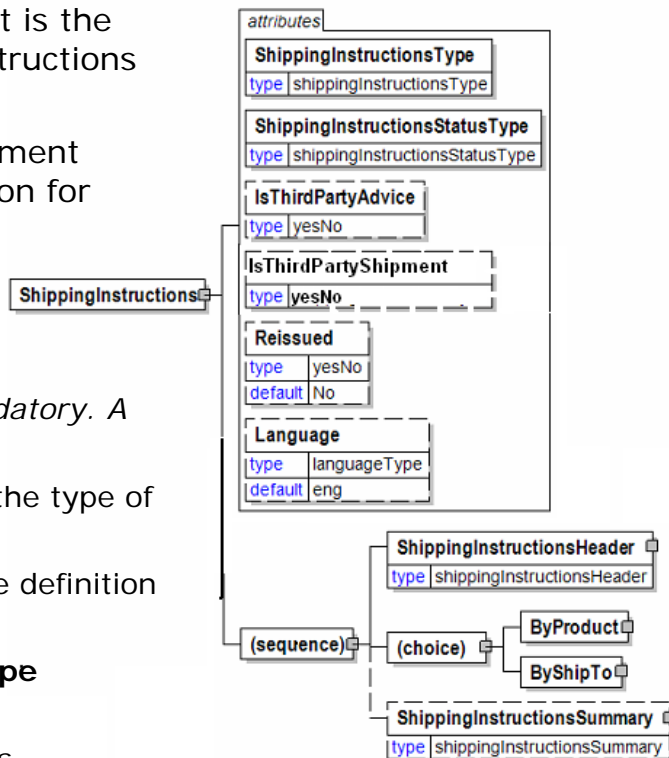 t is the
tructions
ment
on for
datory. A
the type of
e definition
pe
attributes
ShippingInstructionsType
type shippingInstructionsType
ShippingInstructionsStatusType
type shippingInstructionsStatusType
IsThirdPartyAdvice
type yesNo
IsThirdPartyShipment
type yesNo
Reissued
type yesNo
default No
Language
type languageType
default eng
ShippingInstructions
(sequence)
ShippingInstructionsHeader
type shippingInstructionsHeader
(choice)
ByProduct
ByShipTo
ShippingInstructionsSummary
type shippingInstructionsSummary